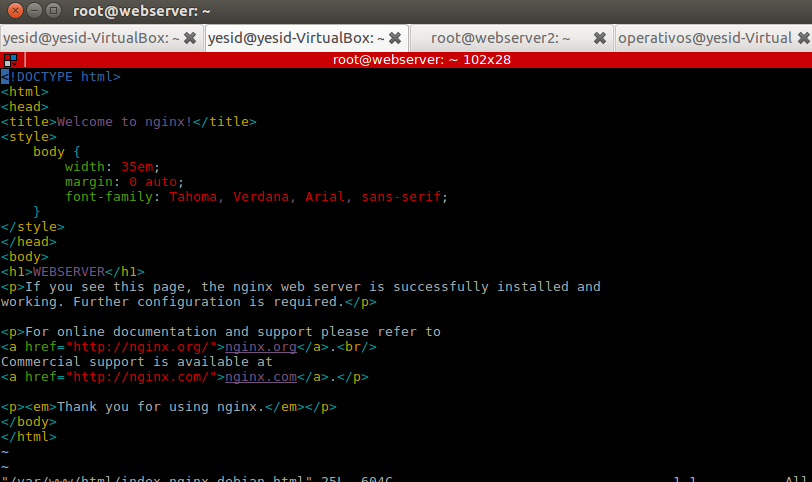 root@webserver: ~
yesid@yesid-VirtualBox: ~ yesid@yesid-VirtualBox: ~ root@webserver2: ~ operativos@yesid-Virtual
root@webserver: ~ 102x28
<!DOCTYPE html>
<html>
<head>
<title>Welcome to nginx!</title>
<style>
    body {
        width: 35em;
        margin: 0 auto;
        font-family: Tahoma, Verdana, Arial, sans-serif;
    }
</style>
</head>
<body>
<h1>WEBSERVER</h1>
<p>If you see this page, the nginx web server is successfully installed and
working. Further configuration is required.</p>

<p>For online documentation and support please refer to
<a href="http://nginx.org/">nginx.org</a>.<br/>
Commercial support is available at
<a href="http://nginx.com/">nginx.com</a>.</p>

<p><em>Thank you for using nginx.</em></p>
</body>
</html>
~
~
"/var/www/html/index.nginx-debian.html" 25L, 604C 1,1 All